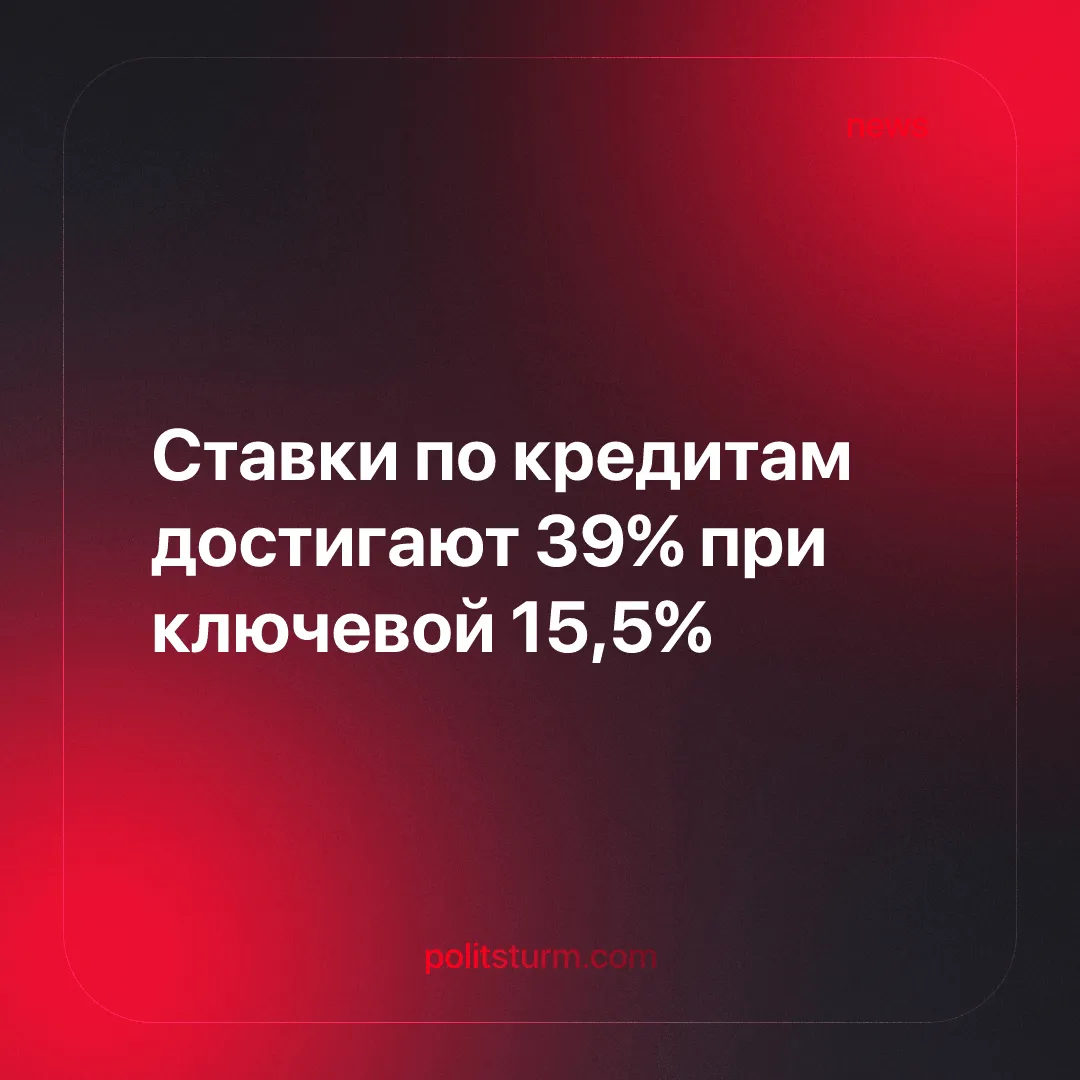 news
Ставки по кредитам
достигают 39% при
ключевой 15,5%
politsturm.com